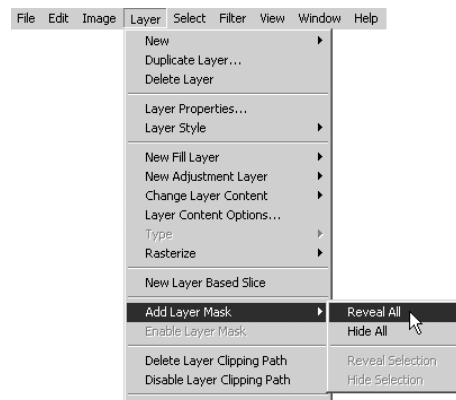 File Edit Image Layer Select Filter View Window Help
New
Duplicate Layer...
Delete Layer
Layer Properties...
Layer Style
New Fill Layer
New Adjustment Layer
Change Layer Content
Layer Content Options...
Type
Rasterize
New Layer Based Slice
Add Layer Mask
Reveal All
Enable Layer Mask
Hide All
Delete Layer Clipping Path
Reveal Selection
Disable Layer Clipping Path
Hide Selection